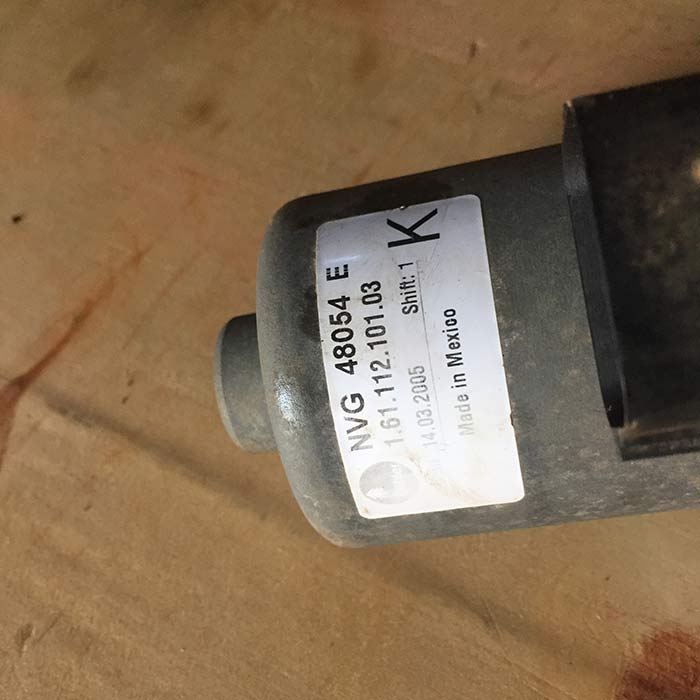 NVG 48054 E
1.61.112.101.03
14.03.2005 Shift: 1
Made in Mexico
K